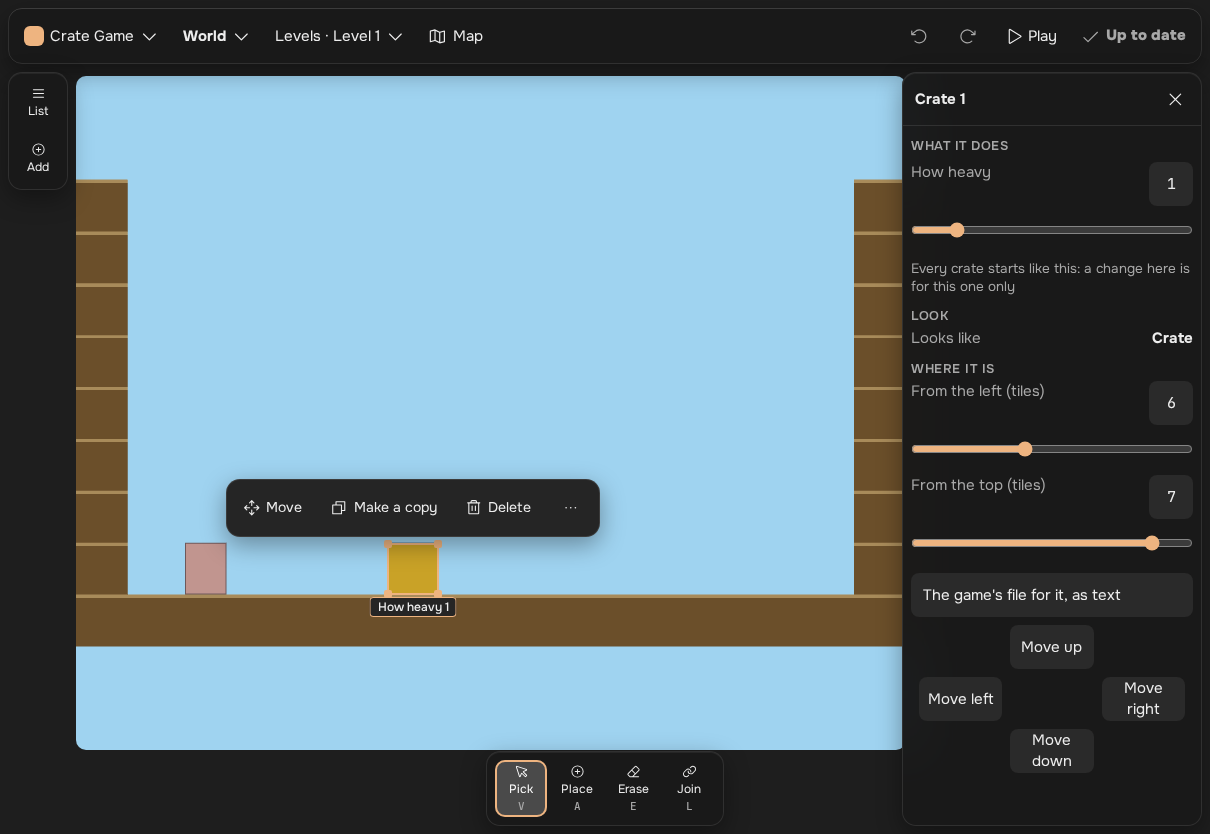 Crate Game
World
Levels · Level 1
Map
Play
Up to date
List
Add
Crate 1
WHAT IT DOES
How heavy
1
Every crate starts like this: a change here is
for this one only
LOOK
Looks like
Crate
WHERE IT IS
From the left (tiles)
6
From the top (tiles)
7
The game's file for it, as text
Move up
Move left
Move
right
Move
down
Move
Make a copy
Delete
···
How heavy 1
Pick
V
Place
A
Erase
E
Join
L